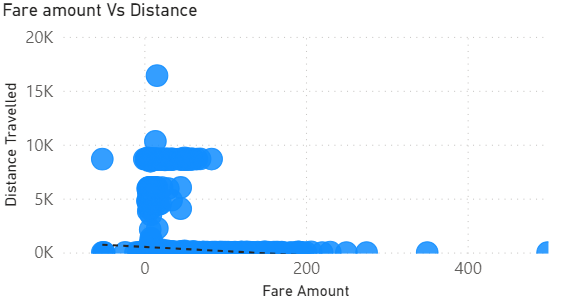 Fare amount Vs Distance
20K
15K
10K
5K
0K
Distance Travelled
0
200
400
Fare Amount